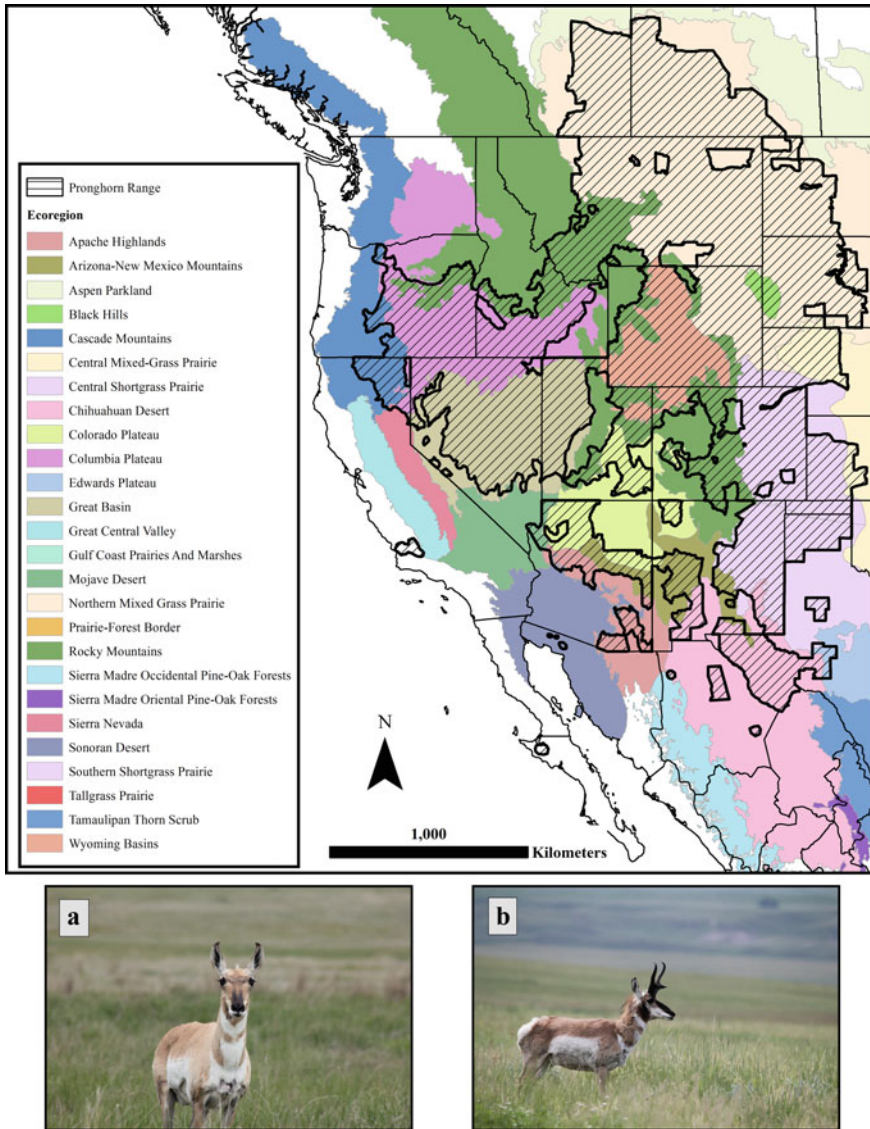 Pronghorn Range
Ecoregion
Apache Highlands
Arizona-New Mexico Mountains
Aspen Parkland
Black Hills
Cascade Mountains
Central Mixed-Grass Prairie
Central Shortgrass Prairie
Chihuahuan Desert
Colorado Plateau
Columbia Plateau
Edwards Plateau
Great Basin
Great Central Valley
Gulf Coast Prairies And Marshes
Mojave Desert
Northern Mixed Grass Prairie
Prairie-Forest Border
Rocky Mountains
Sierra Madre Occidental Pine-Oak Forests
Sierra Madre Oriental Pine-Oak Forests
Sierra Nevada
Sonoran Desert
Southern Shortgrass Prairie
Tallgrass Prairie
Tamaulipan Thorn Scrub
Wyoming Basins
N
1,000
Kilometers
a
b